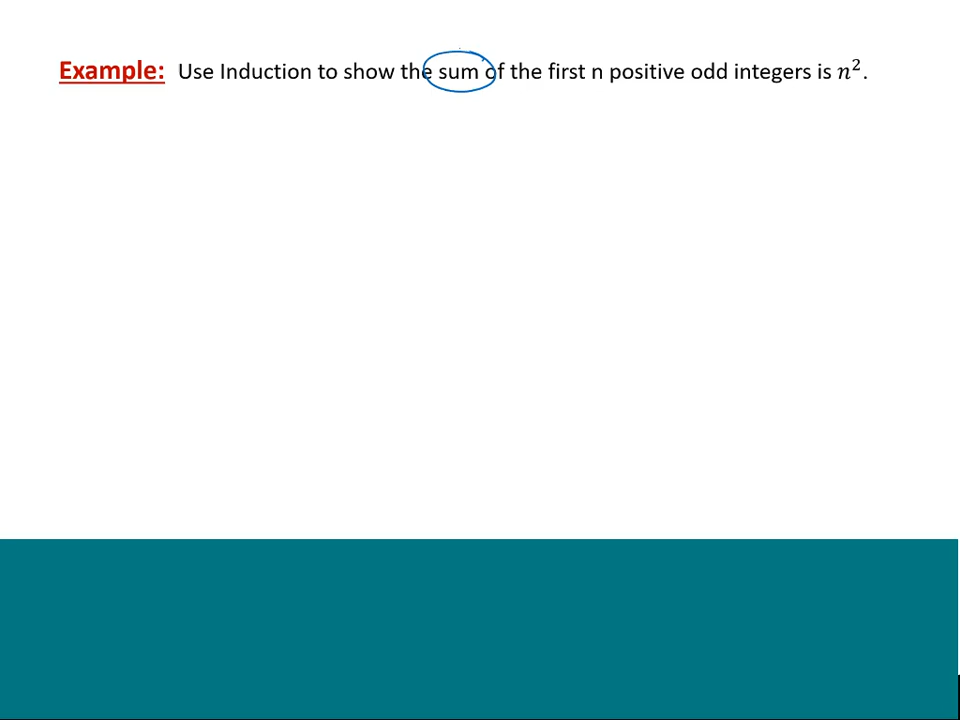 Example: Use Induction to show the sum of the first n positive odd integers is n².